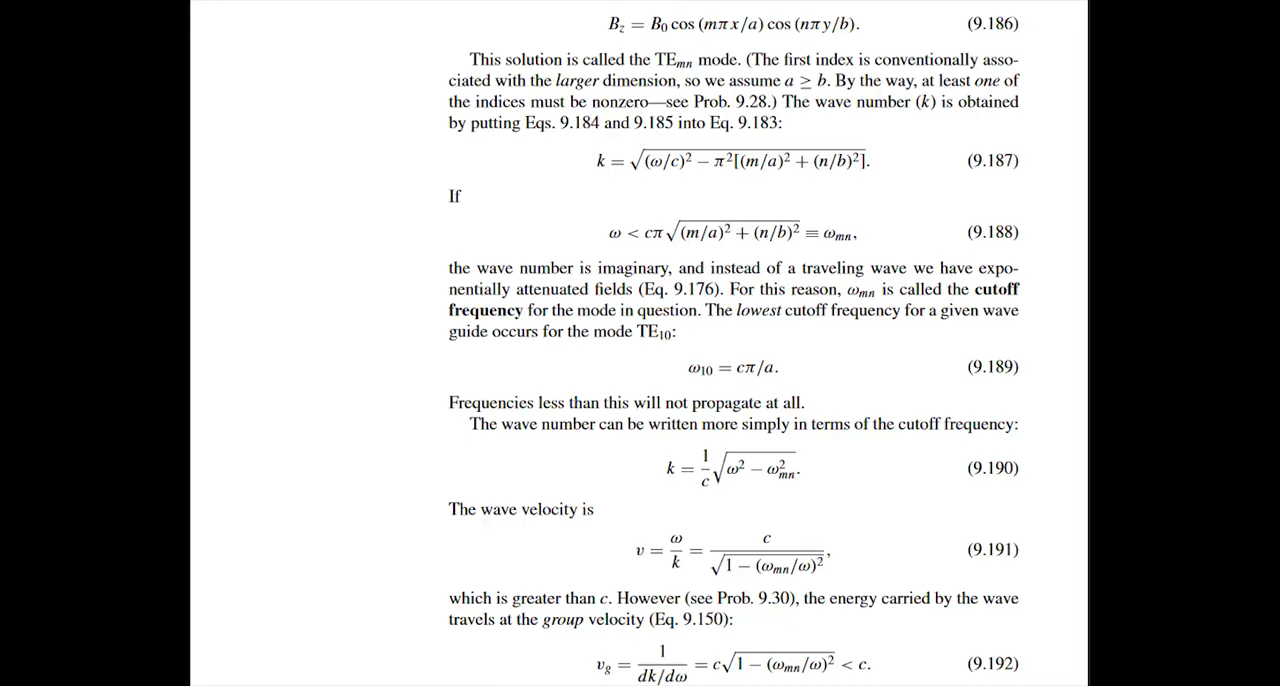 B_z = B_0 cos (mπx/a) cos (nπy/b). (9.186)
This solution is called the TE_mn mode. (The first index is conventionally asso-
ciated with the larger dimension, so we assume a ≥ b. By the way, at least one of
the indices must be nonzero—see Prob. 9.28.) The wave number (k) is obtained
by putting Eqs. 9.184 and 9.185 into Eq. 9.183:
k = √((ω/c)² − π²[(m/a)² + (n/b)²]). (9.187)
If
ω < cπ√((m/a)² + (n/b)²) ≡ ω_mn, (9.188)
the wave number is imaginary, and instead of a traveling wave we have expo-
nentially attenuated fields (Eq. 9.176). For this reason, ω_mn is called the cutoff
frequency for the mode in question. The lowest cutoff frequency for a given wave
guide occurs for the mode TE_10:
ω_10 = cπ/a. (9.189)
Frequencies less than this will not propagate at all.
The wave number can be written more simply in terms of the cutoff frequency:
k = 1/c √(ω² − ω²_mn). (9.190)
The wave velocity is
v = ω/k = c/√(1 − (ω_mn/ω)²), (9.191)
which is greater than c. However (see Prob. 9.30), the energy carried by the wave
travels at the group velocity (Eq. 9.150):
v_g = 1/(dk/dω) = c√(1 − (ω_mn/ω)²) < c. (9.192)